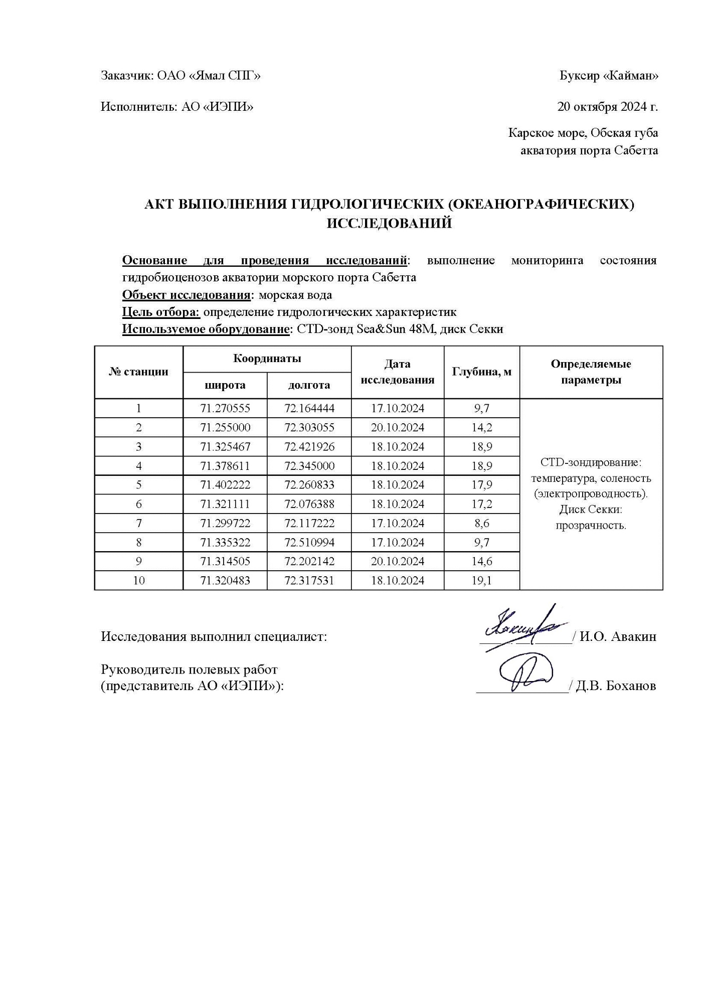 Заказчик: ОАО «Ямал СПГ» Буксир «Кайман»
Исполнитель: АО «ИЭПИ» 20 октября 2024 г.
Карское море, Обская губа
акватория порта Сабетта
АКТ ВЫПОЛНЕНИЯ ГИДРОЛОГИЧЕСКИХ (ОКЕАНОГРАФИЧЕСКИХ)
ИССЛЕДОВАНИЙ
Основание для проведения исследований: выполнение мониторинга состояния
гидробиоценозов акватории морского порта Сабетта
Объект исследования: морская вода
Цель отбора: определение гидрологических характеристик
Используемое оборудование: CTD-зонд Sea&Sun 48M, диск Секки
№ станции Координаты Дата исследования Глубина, м Определяемые параметры
широта долгота
1 71.270555 72.164444 17.10.2024 9,7
2 71.255000 72.303055 20.10.2024 14,2
3 71.325467 72.421926 18.10.2024 18,9
4 71.378611 72.345000 18.10.2024 18,9
5 71.402222 72.260833 18.10.2024 17,9
6 71.321111 72.076388 18.10.2024 17,2
7 71.299722 72.117222 17.10.2024 8,6
8 71.335322 72.510994 17.10.2024 9,7
9 71.314505 72.202142 20.10.2024 14,6
10 71.320483 72.317531 18.10.2024 19,1
CTD-зондирование:
температура, соленость
(электропроводность).
Диск Секки:
прозрачность.
Исследования выполнил специалист: / И.О. Авакин
Руководитель полевых работ
(представитель АО «ИЭПИ»): / Д.В. Боханов